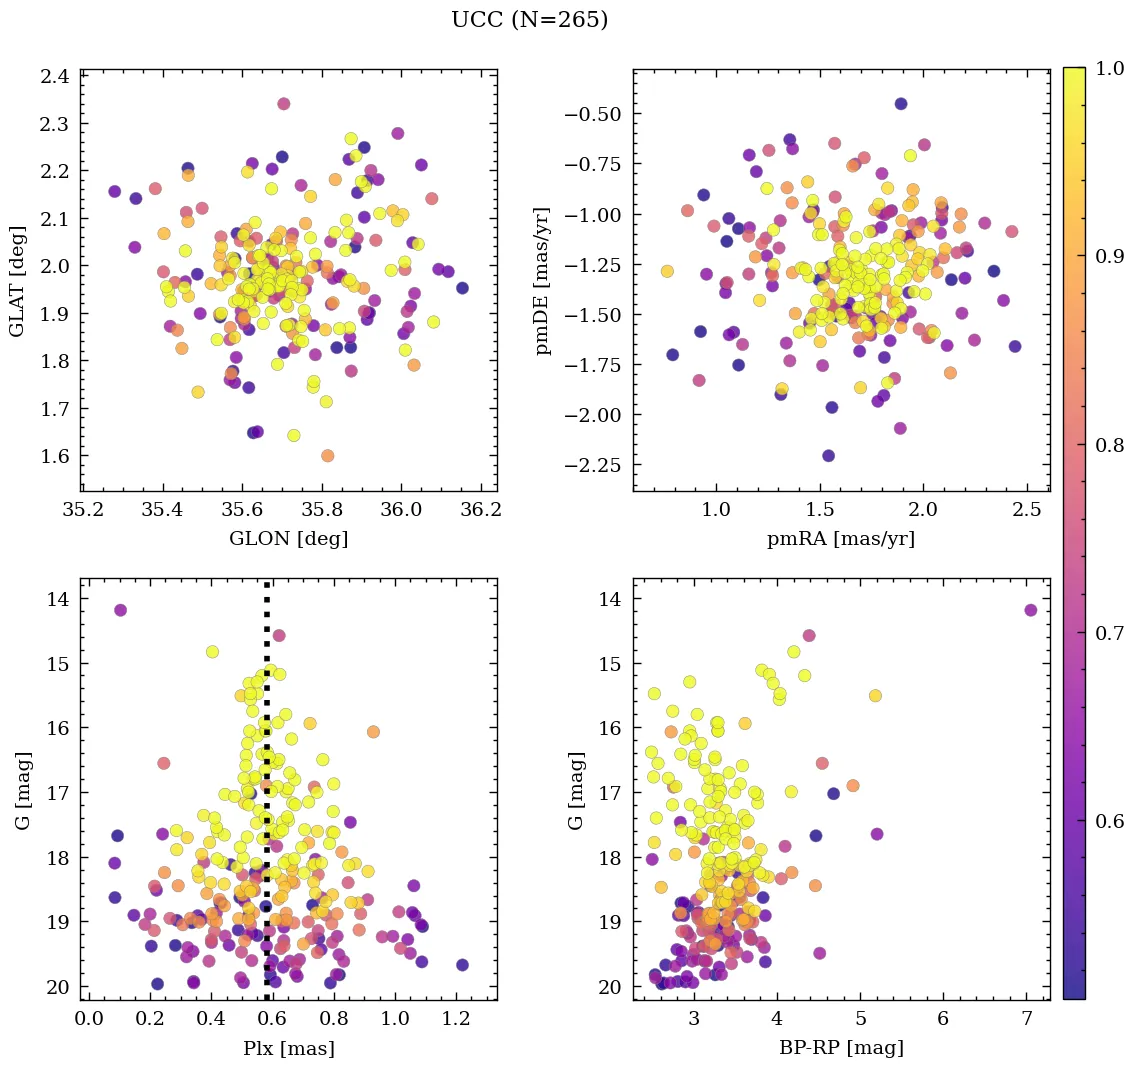 UCC (N=265)
2.4
2.3
2.2
2.1
2.0
1.9
1.8
1.7
1.6
GLAT [deg]
35.2 35.4 35.6 35.8 36.0 36.2
GLON [deg]
−0.50
−0.75
−1.00
−1.25
−1.50
−1.75
−2.00
−2.25
pmDE [mas/yr]
1.0 1.5 2.0 2.5
pmRA [mas/yr]
1.0
0.9
0.8
0.7
0.6
14
15
16
17
18
19
20
G [mag]
0.0 0.2 0.4 0.6 0.8 1.0 1.2
Plx [mas]
14
15
16
17
18
19
20
G [mag]
3 4 5 6 7
BP-RP [mag]